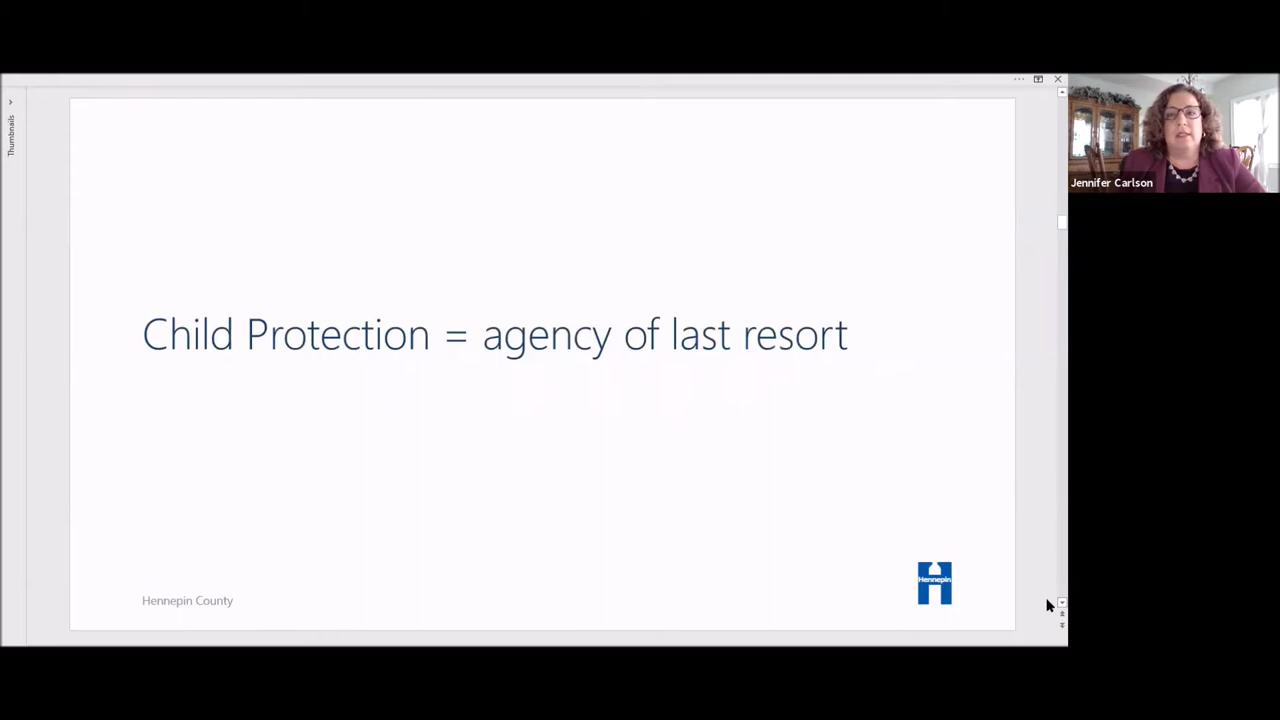 Thumbnails
Child Protection = agency of last resort
Hennepin County
Hennepin
Jennifer Carlson